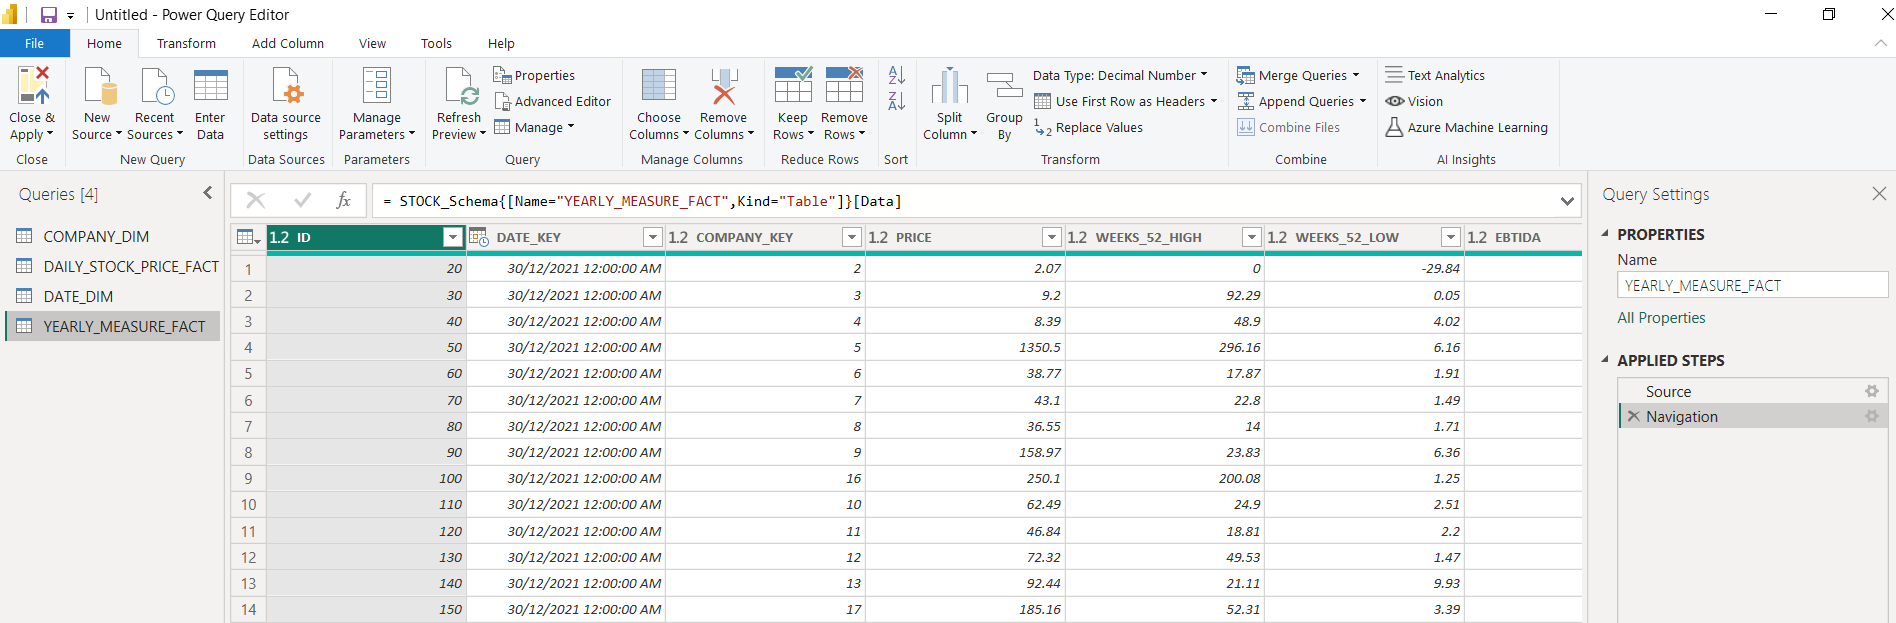 Untitled - Power Query Editor
File Home Transform Add Column View Tools Help
Close & Apply
Close
New Source
Recent Sources
Enter Data
New Query
Data source settings
Data Sources
Manage Parameters
Parameters
Refresh Preview
Properties
Advanced Editor
Manage
Query
Choose Columns
Remove Columns
Manage Columns
Keep Rows
Remove Rows
Reduce Rows
A
Z
Z
A
Sort
Split Column
Group By
Data Type: Decimal Number
Use First Row as Headers
1 2 Replace Values
Transform
Merge Queries
Append Queries
Combine Files
Combine
Text Analytics
Vision
Azure Machine Learning
AI Insights
Queries [4]
COMPANY_DIM
DAILY_STOCK_PRICE_FACT
DATE_DIM
YEARLY_MEASURE_FACT
fx = STOCK_Schema{[Name="YEARLY_MEASURE_FACT",Kind="Table"]}[Data]
1.2 ID DATE_KEY 1.2 COMPANY_KEY 1.2 PRICE 1.2 WEEKS_52_HIGH 1.2 WEEKS_52_LOW 1.2 EBTIDA
1 20 30/12/2021 12:00:00 AM 2 2.07 0 -29.84
2 30 30/12/2021 12:00:00 AM 3 9.2 92.29 0.05
3 40 30/12/2021 12:00:00 AM 4 8.39 48.9 4.02
4 50 30/12/2021 12:00:00 AM 5 1350.5 296.16 6.16
5 60 30/12/2021 12:00:00 AM 6 38.77 17.87 1.91
6 70 30/12/2021 12:00:00 AM 7 43.1 22.8 1.49
7 80 30/12/2021 12:00:00 AM 8 36.55 14 1.71
8 90 30/12/2021 12:00:00 AM 9 158.97 23.83 6.36
9 100 30/12/2021 12:00:00 AM 16 250.1 200.08 1.25
10 110 30/12/2021 12:00:00 AM 10 62.49 24.9 2.51
11 120 30/12/2021 12:00:00 AM 11 46.84 18.81 2.2
12 130 30/12/2021 12:00:00 AM 12 72.32 49.53 1.47
13 140 30/12/2021 12:00:00 AM 13 92.44 21.11 9.93
14 150 30/12/2021 12:00:00 AM 17 185.16 52.31 3.39
Query Settings
PROPERTIES
Name
YEARLY_MEASURE_FACT
All Properties
APPLIED STEPS
Source
Navigation